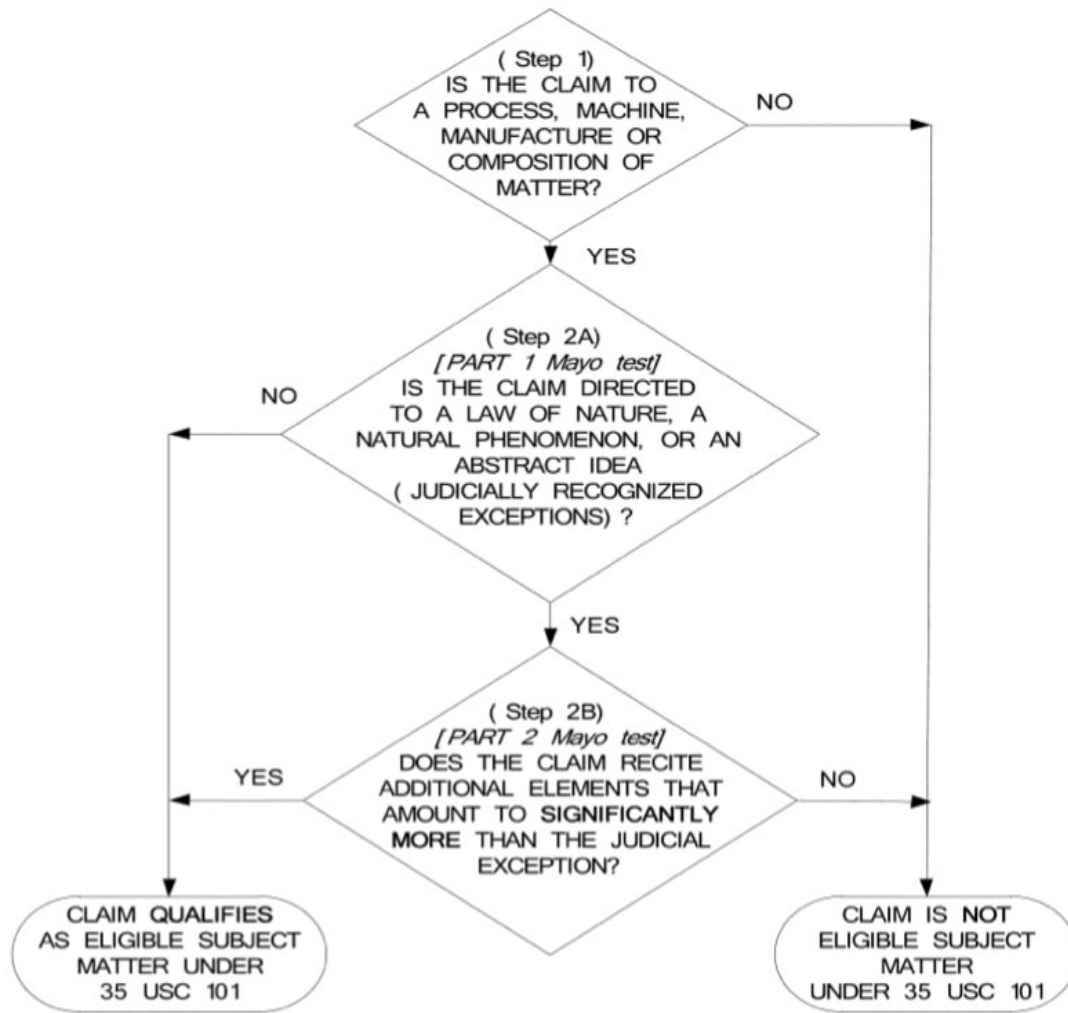 ( Step 1)
IS THE CLAIM TO
A PROCESS, MACHINE,
MANUFACTURE OR
COMPOSITION OF
MATTER?
NO
YES
( Step 2A)
[PART 1 Mayo test]
IS THE CLAIM DIRECTED
TO A LAW OF NATURE, A
NATURAL PHENOMENON, OR AN
ABSTRACT IDEA
( JUDICIALLY RECOGNIZED
EXCEPTIONS) ?
NO
YES
( Step 2B)
[PART 2 Mayo test]
DOES THE CLAIM RECITE
ADDITIONAL ELEMENTS THAT
AMOUNT TO SIGNIFICANTLY
MORE THAN THE JUDICIAL
EXCEPTION?
YES
NO
CLAIM QUALIFIES
AS ELIGIBLE SUBJECT
MATTER UNDER
35 USC 101
CLAIM IS NOT
ELIGIBLE SUBJECT
MATTER
UNDER 35 USC 101